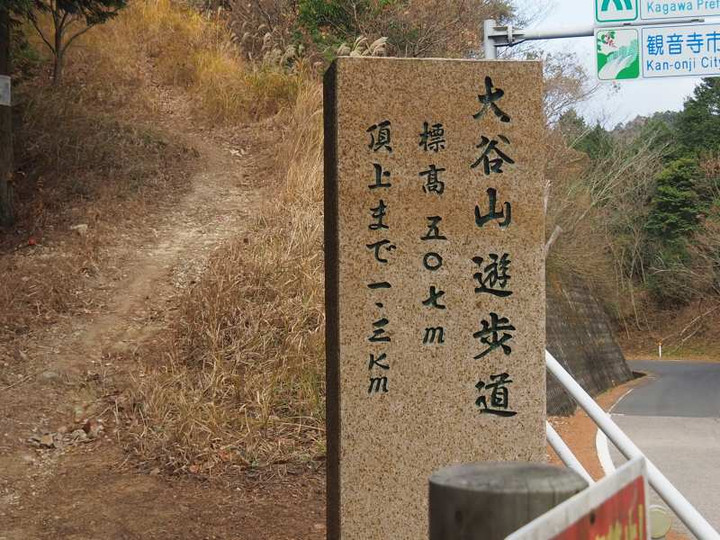 大谷山遊歩道
標高五〇七m
頂上まで一.三Km
Kagawa Pref
観音寺市
Kan-onji City